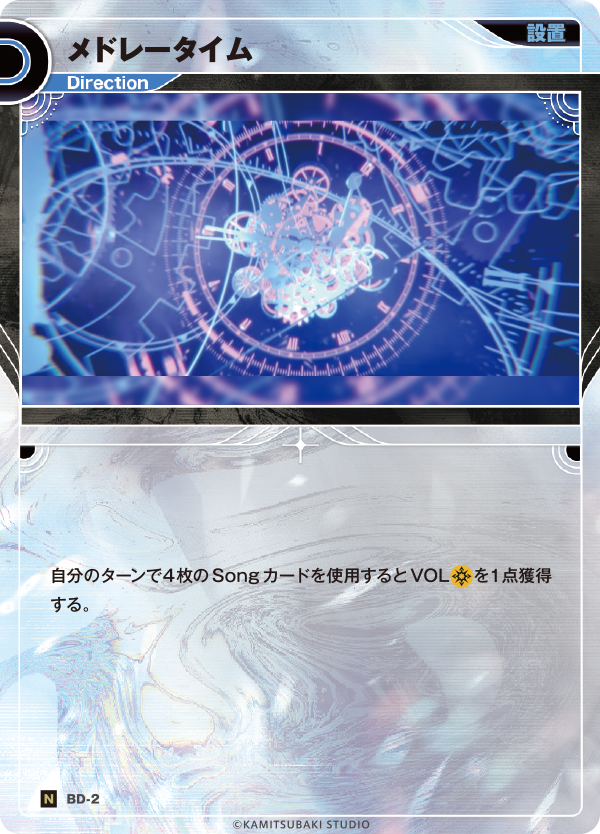 設置
メドレータイム
Direction
自分のターンで4枚のSongカードを使用するとVOLを1点獲得
する。
N BD-2
©KAMITSUBAKI STUDIO